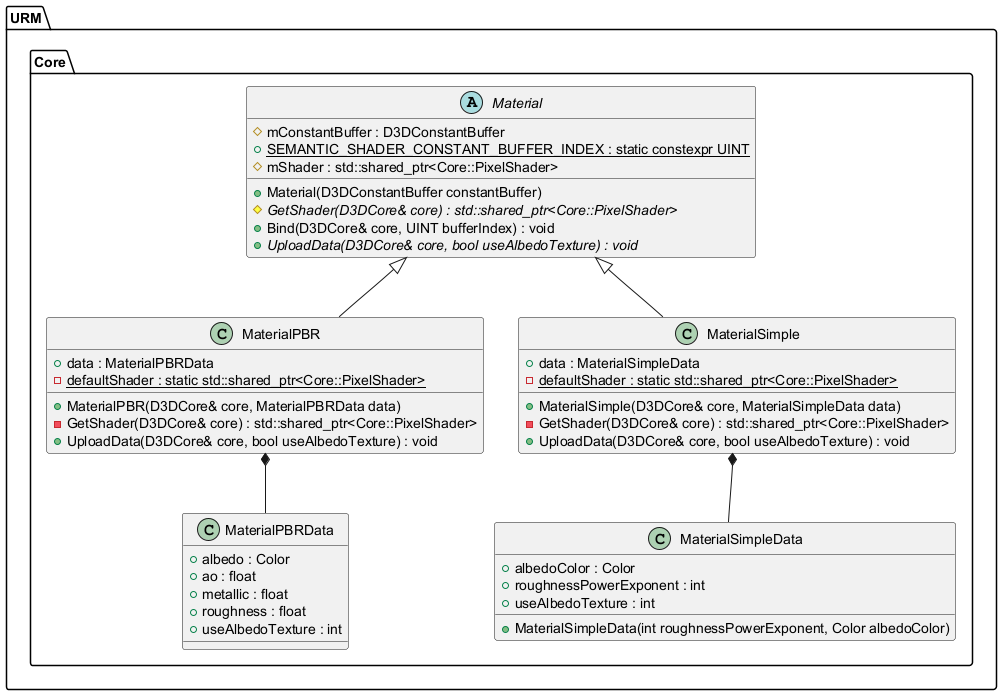 URM
Core
A Material
mConstantBuffer : D3DConstantBuffer
SEMANTIC_SHADER_CONSTANT_BUFFER_INDEX : static constexpr UINT
mShader : std::shared_ptr<Core::PixelShader>
Material(D3DConstantBuffer constantBuffer)
GetShader(D3DCore& core) : std::shared_ptr<Core::PixelShader>
Bind(D3DCore& core, UINT bufferIndex) : void
UploadData(D3DCore& core, bool useAlbedoTexture) : void
C MaterialPBR
data : MaterialPBRData
defaultShader : static std::shared_ptr<Core::PixelShader>
MaterialPBR(D3DCore& core, MaterialPBRData data)
GetShader(D3DCore& core) : std::shared_ptr<Core::PixelShader>
UploadData(D3DCore& core, bool useAlbedoTexture) : void
C MaterialSimple
data : MaterialSimpleData
defaultShader : static std::shared_ptr<Core::PixelShader>
MaterialSimple(D3DCore& core, MaterialSimpleData data)
GetShader(D3DCore& core) : std::shared_ptr<Core::PixelShader>
UploadData(D3DCore& core, bool useAlbedoTexture) : void
C MaterialPBRData
albedo : Color
ao : float
metallic : float
roughness : float
useAlbedoTexture : int
C MaterialSimpleData
albedoColor : Color
roughnessPowerExponent : int
useAlbedoTexture : int
MaterialSimpleData(int roughnessPowerExponent, Color albedoColor)